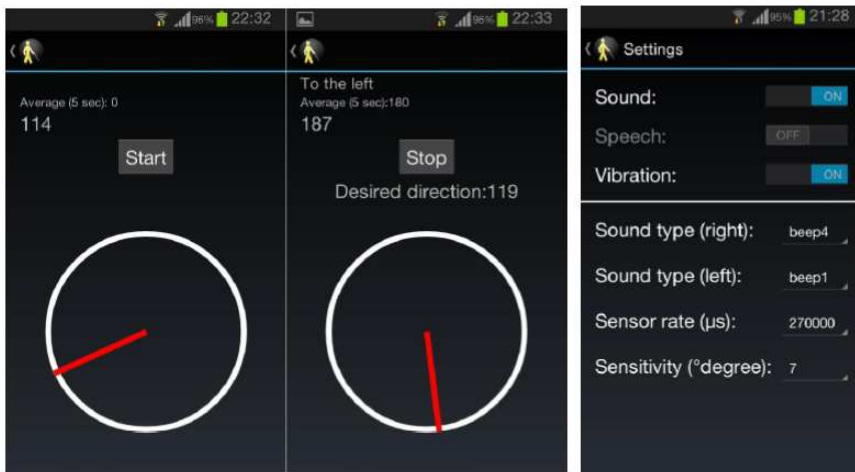 96% 22:32
Average (5 sec): 0
114
Start
96% 22:33
To the left
Average (5 sec):180
187
Stop
Desired direction:119
95% 21:28
Settings
Sound: ON
Speech: OFF
Vibration: ON
Sound type (right): beep4
Sound type (left): beep1
Sensor rate (µs): 270000
Sensitivity (°degree): 7